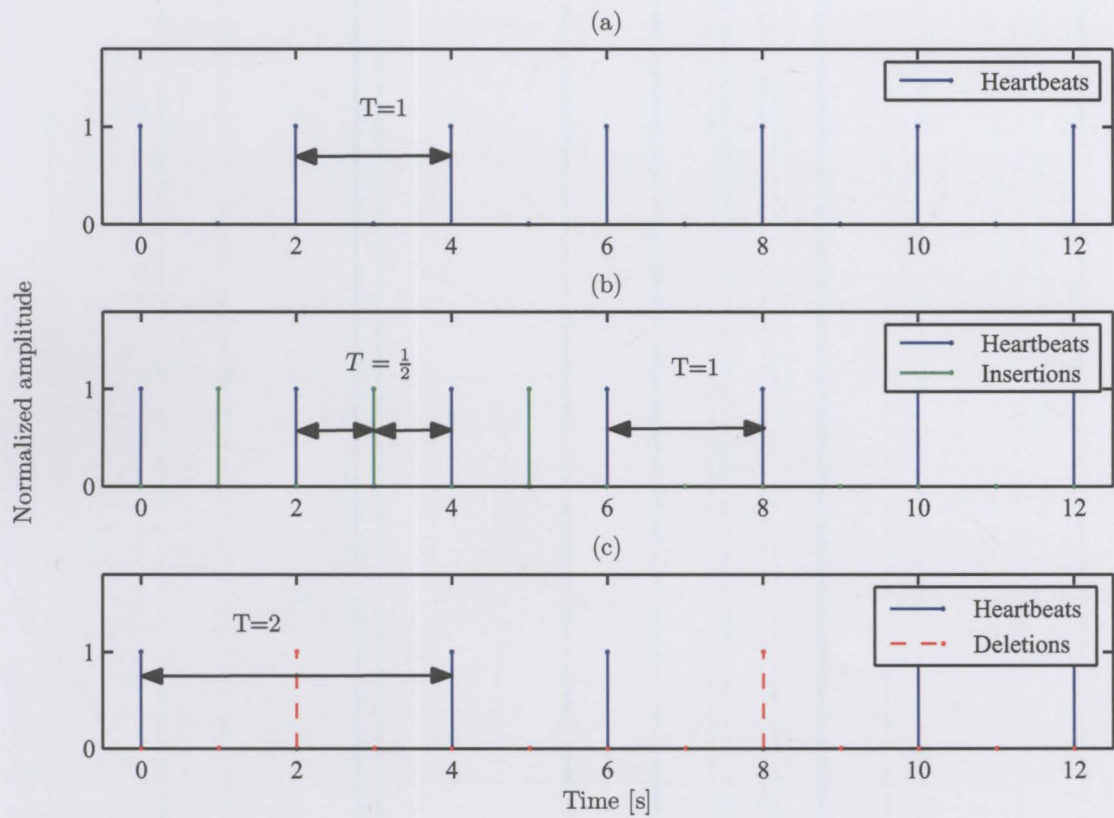 (a)
T=1
Heartbeats
1
0
0 2 4 6 8 10 12
(b)
T = 1/2
T=1
Heartbeats
Insertions
1
0
0 2 4 6 8 10 12
Normalized amplitude
(c)
T=2
Heartbeats
Deletions
1
0
0 2 4 6 8 10 12
Time [s]